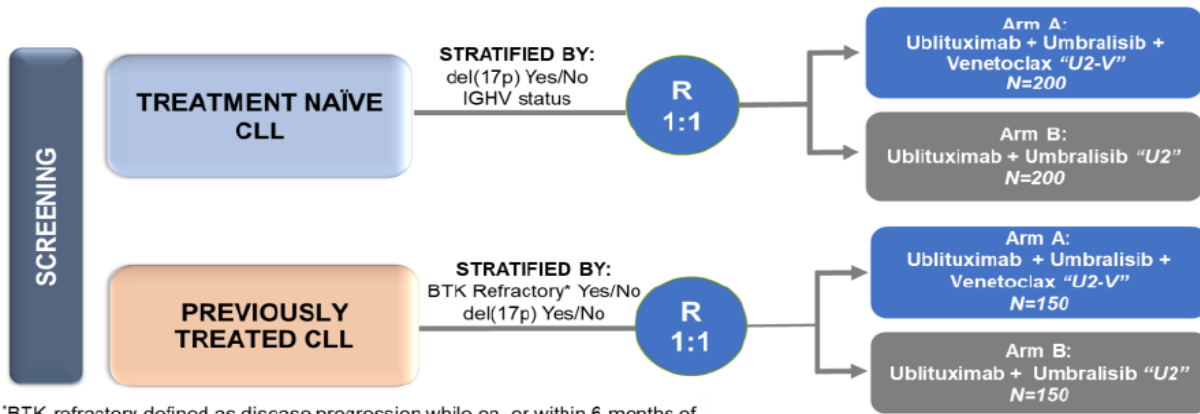 SCREENING
TREATMENT NAÏVE
CLL
STRATIFIED BY:
del(17p) Yes/No
IGHV status
R
1:1
Arm A:
Ublituximab + Umbralisib +
Venetoclax "U2-V"
N=200
Arm B:
Ublituximab + Umbralisib "U2"
N=200
PREVIOUSLY
TREATED CLL
STRATIFIED BY:
BTK Refractory* Yes/No
del(17p) Yes/No
R
1:1
Arm A:
Ublituximab + Umbralisib +
Venetoclax "U2-V"
N=150
Arm B:
Ublituximab + Umbralisib "U2"
N=150
*BTK refractory defined as disease progression while on, or within 6 months of